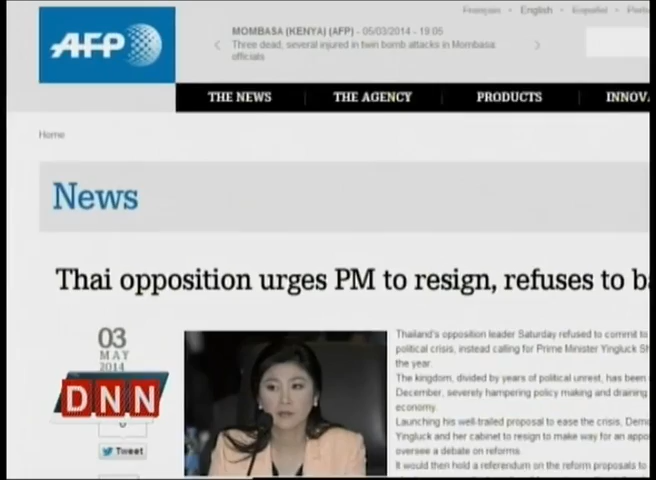 Français • English • Español •
AFP
MOMBASA (KENYA) (AFP) - 05/03/2014 - 19:05
Three dead, several injured in twin bomb attacks in Mombasa:
officials
THE NEWS
THE AGENCY
PRODUCTS
INNOV
Home
News
Thai opposition urges PM to resign, refuses to b
03
MAY
2014
DNN
0
Tweet
Thailand's opposition leader Saturday refused to commit to
political crisis, instead calling for Prime Minister Yingluck Sh
the year.
The kingdom, divided by years of political unrest, has been
December, severely hampering policy making and draining
economy.
Launching his well-trailed proposal to ease the crisis, Dem
Yingluck and her cabinet to resign to make way for an appo
oversee a debate on reforms.
It would then hold a referendum on the reform proposals to